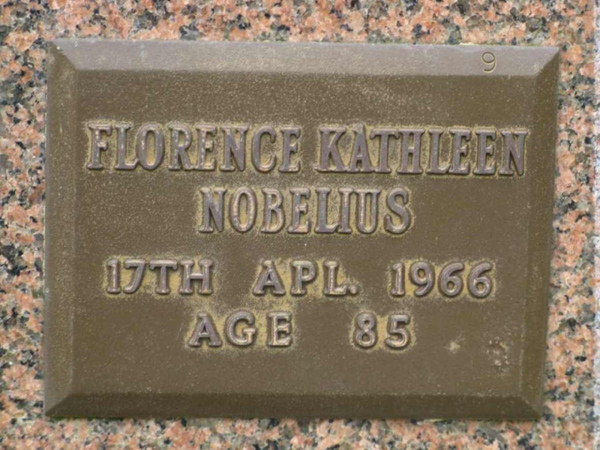 9
FLORENCE KATHLEEN
NOBELIUS
17TH APL. 1966
AGE 85